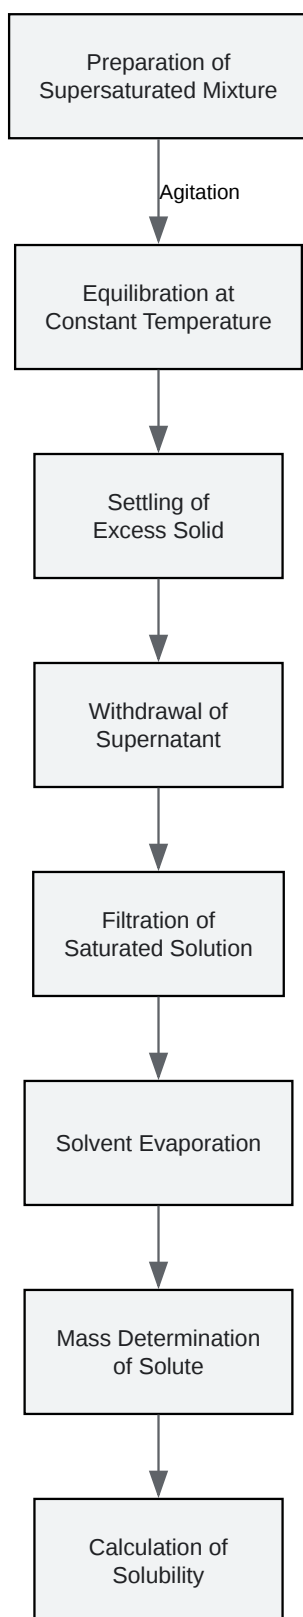 Preparation of
Supersaturated Mixture
Agitation
Equilibration at
Constant Temperature
Settling of
Excess Solid
Withdrawal of
Supernatant
Filtration of
Saturated Solution
Solvent Evaporation
Mass Determination
of Solute
Calculation of
Solubility